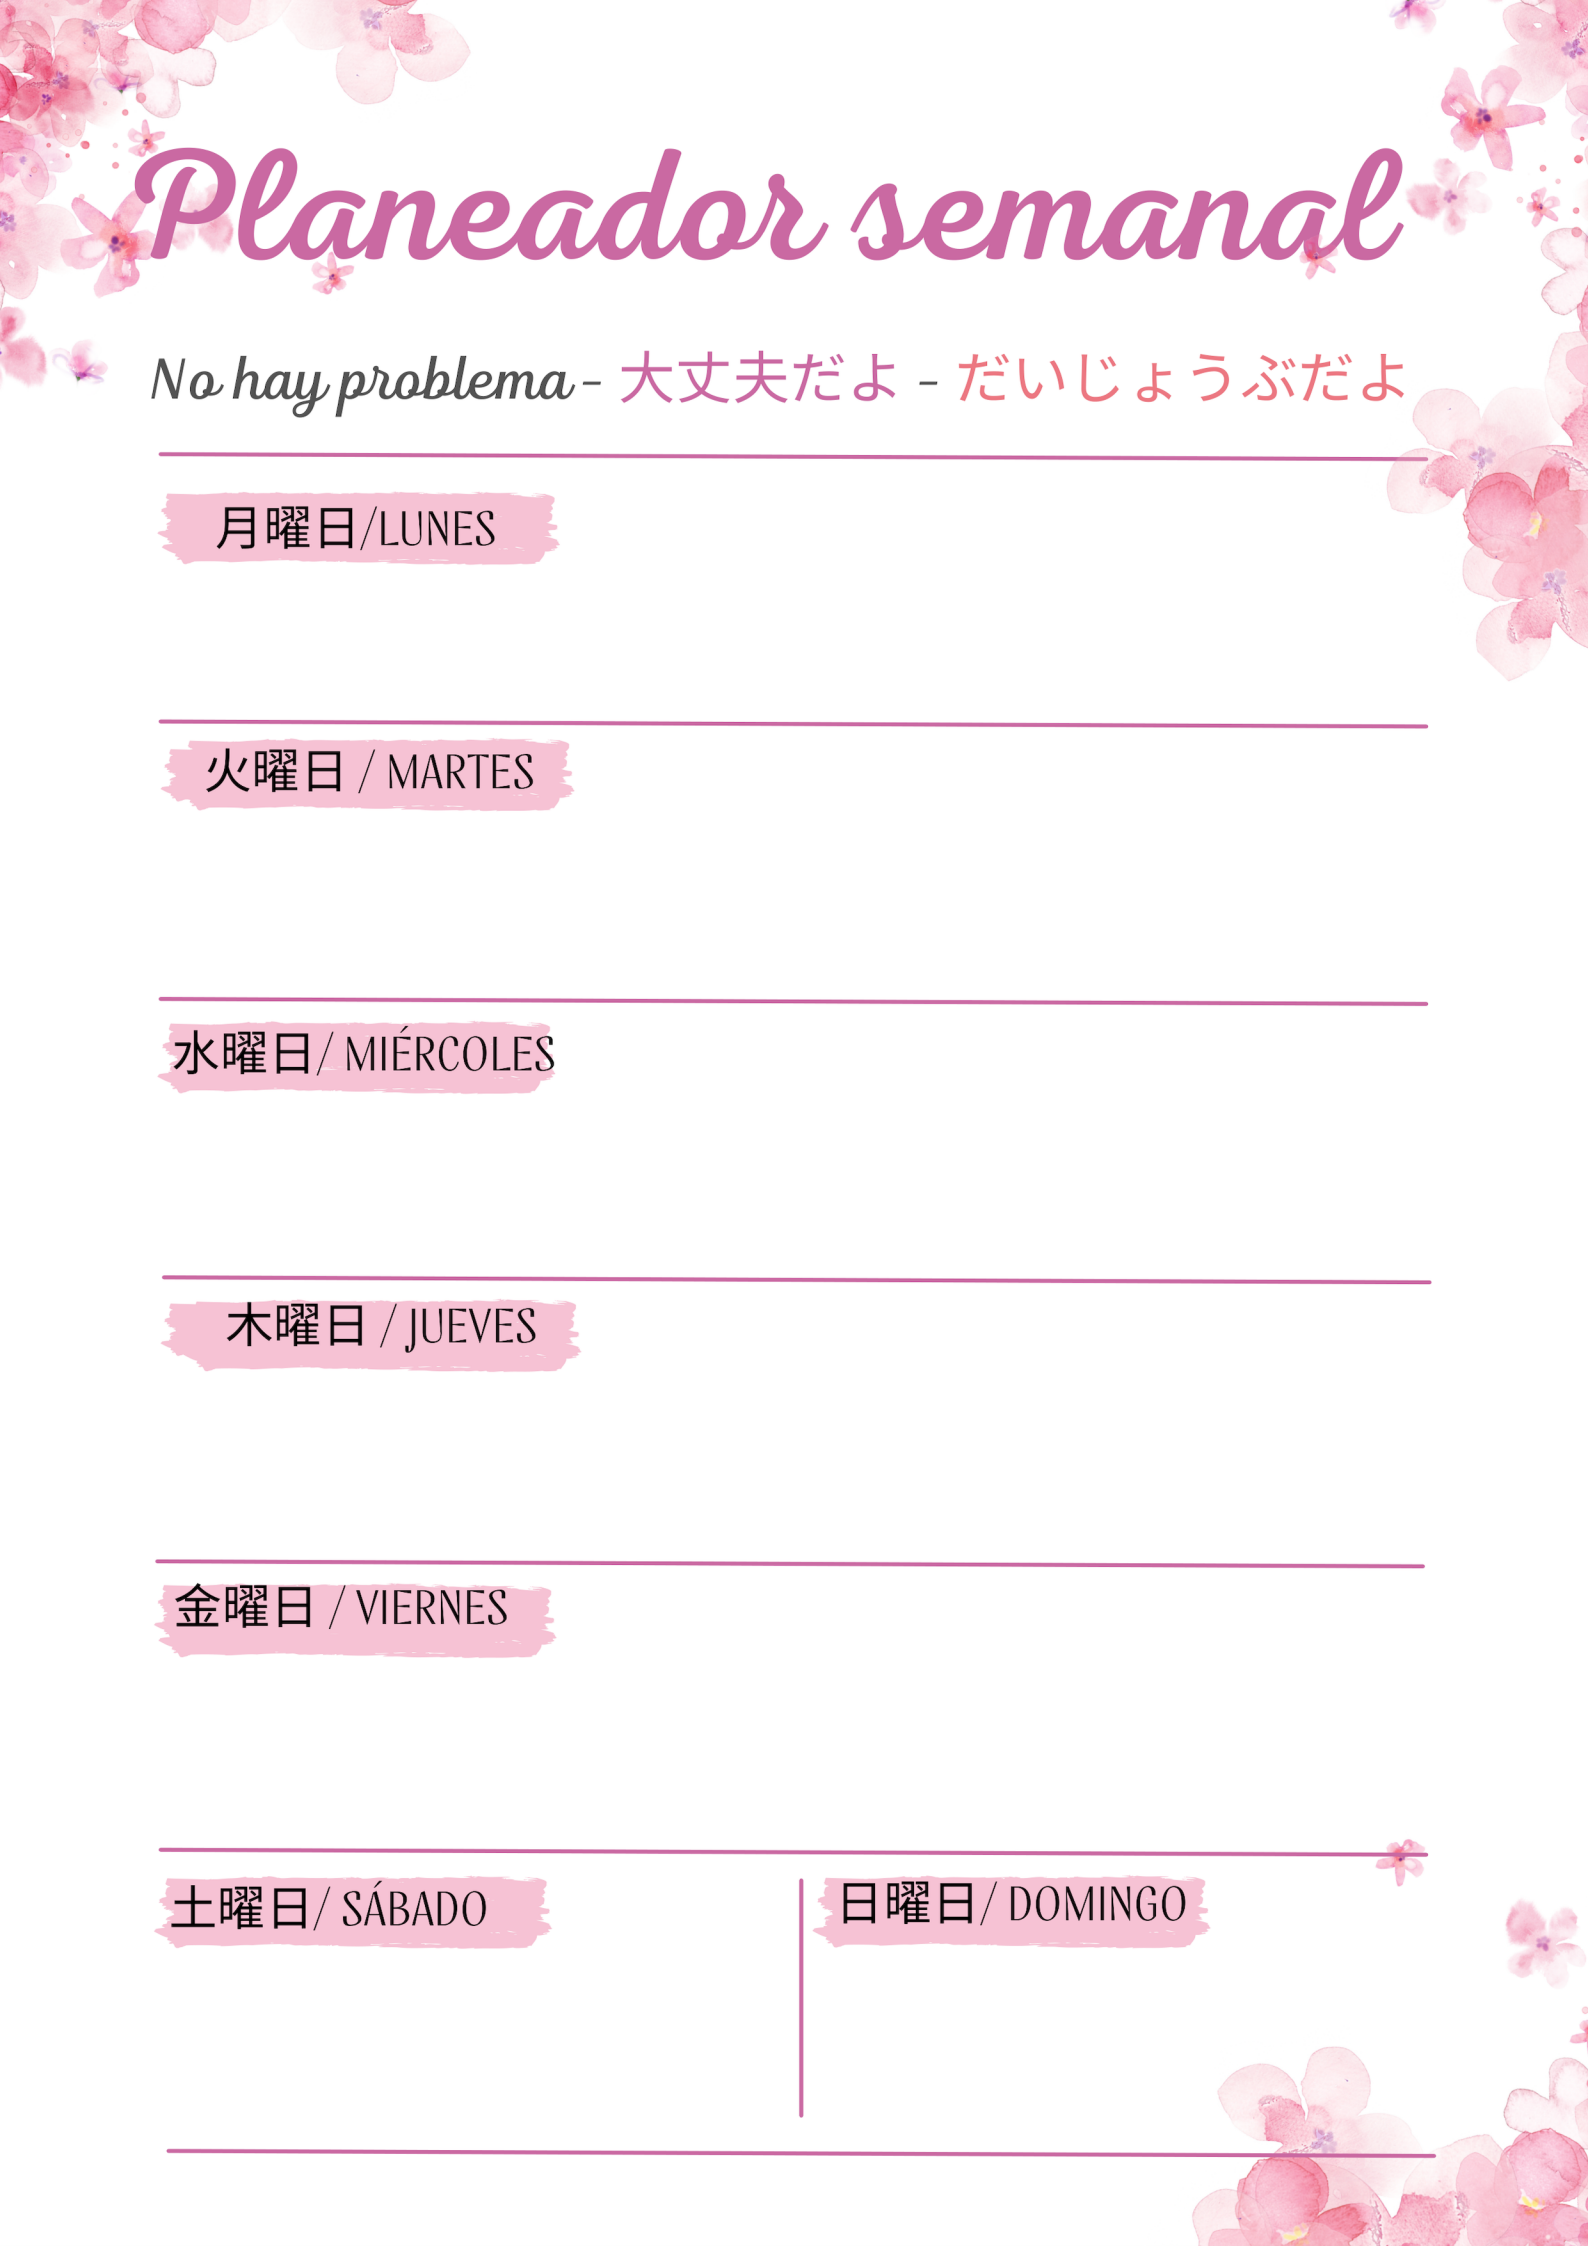 Planeador semanal
No hay problema - 大丈夫だよ - だいじょうぶだよ
月曜日/LUNES
火曜日 / MARTES
水曜日/ MIÉRCOLES
木曜日 / JUEVES
金曜日 / VIERNES
土曜日/ SÁBADO
日曜日/ DOMINGO